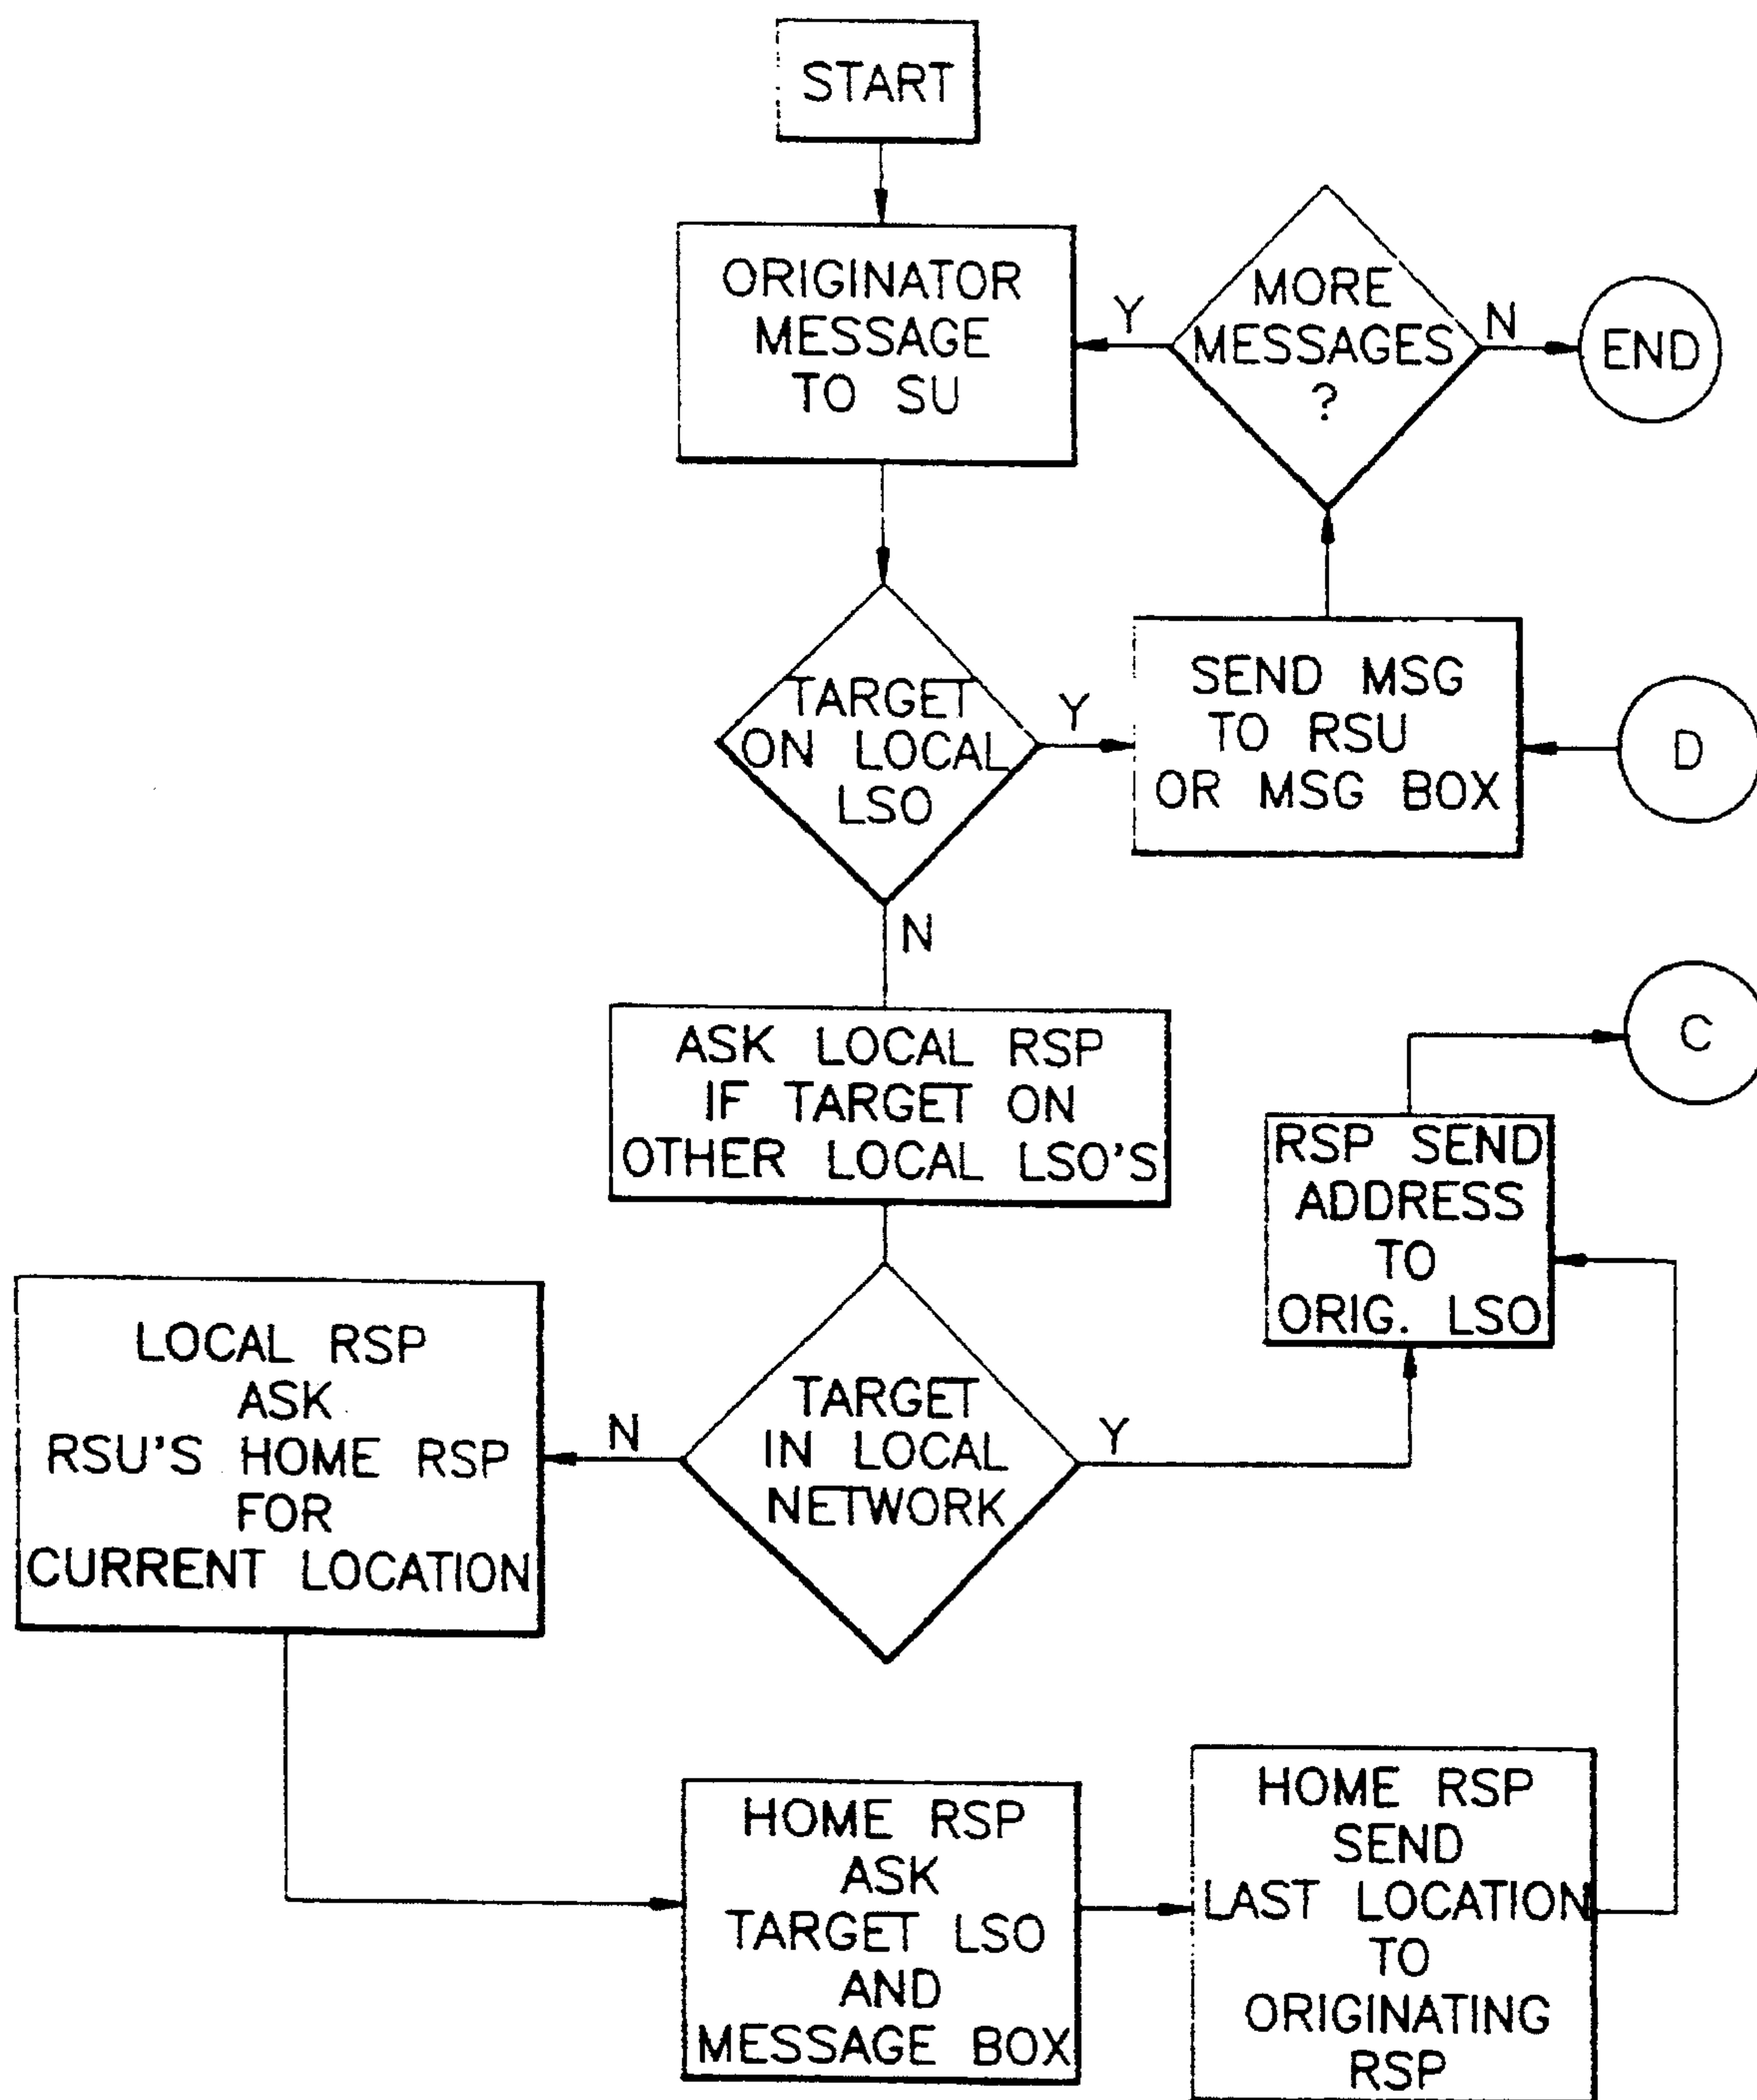 START
ORIGINATOR
MESSAGE
TO SU
Y
MORE
MESSAGES
?
N
END
TARGET
ON LOCAL
LSO
Y
SEND MSG
TO RSU
OR MSG BOX
D
N
ASK LOCAL RSP
IF TARGET ON
OTHER LOCAL LSO'S
C
RSP SEND
ADDRESS
TO
ORIG. LSO
LOCAL RSP
ASK
RSU'S HOME RSP
FOR
CURRENT LOCATION
N
TARGET
IN LOCAL
NETWORK
Y
HOME RSP
ASK
TARGET LSO
AND
MESSAGE BOX
HOME RSP
SEND
LAST LOCATION
TO
ORIGINATING
RSP